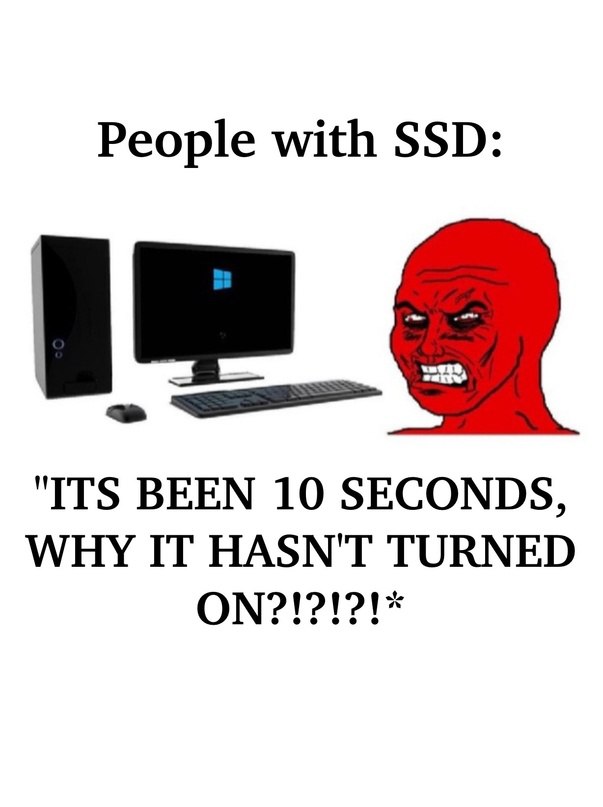 People with SSD:
"ITS BEEN 10 SECONDS,
WHY IT HASN'T TURNED
ON?!?!?!*